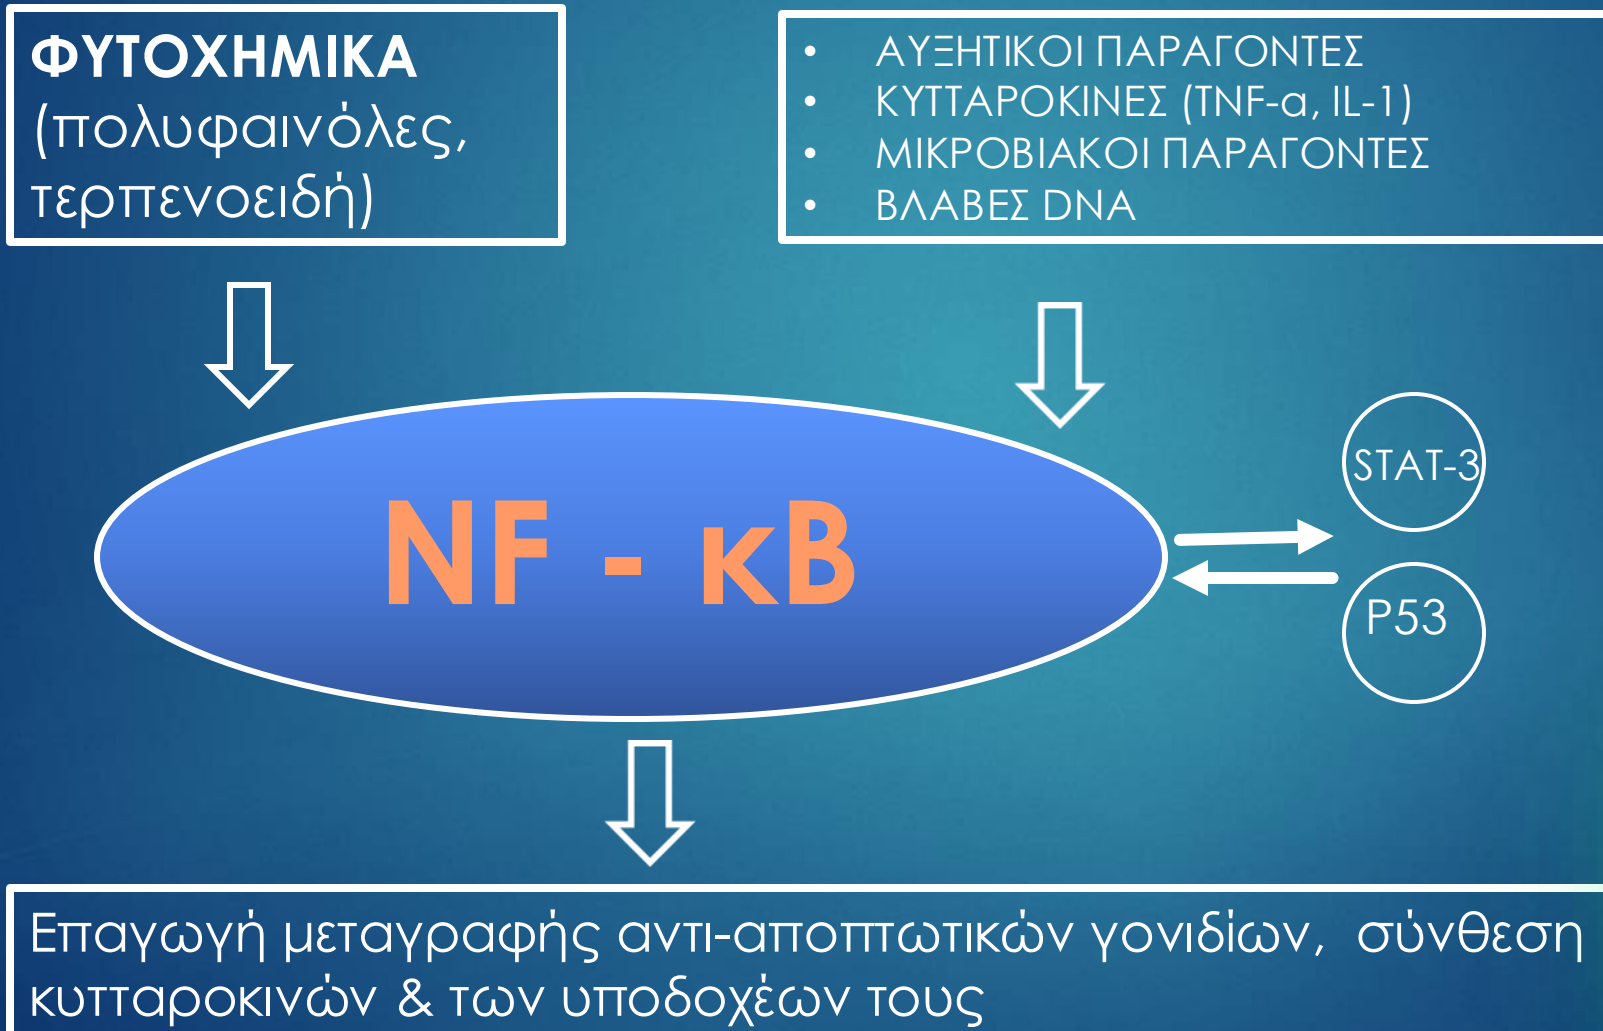 ΦΥΤΟΧΗΜΙΚΑ
(πολυφαινόλες,
τερπενοειδή)
• ΑΥΞΗΤΙΚΟΙ ΠΑΡΑΓΟΝΤΕΣ
• ΚΥΤΤΑΡΟΚΙΝΕΣ (TNF-α, IL-1)
• ΜΙΚΡΟΒΙΑΚΟΙ ΠΑΡΑΓΟΝΤΕΣ
• ΒΛΑΒΕΣ DNA
NF - κB
STAT-3
P53
Επαγωγή μεταγραφής αντι-αποπτωτικών γονιδίων, σύνθεση
κυτταροκινών & των υποδοχέων τους